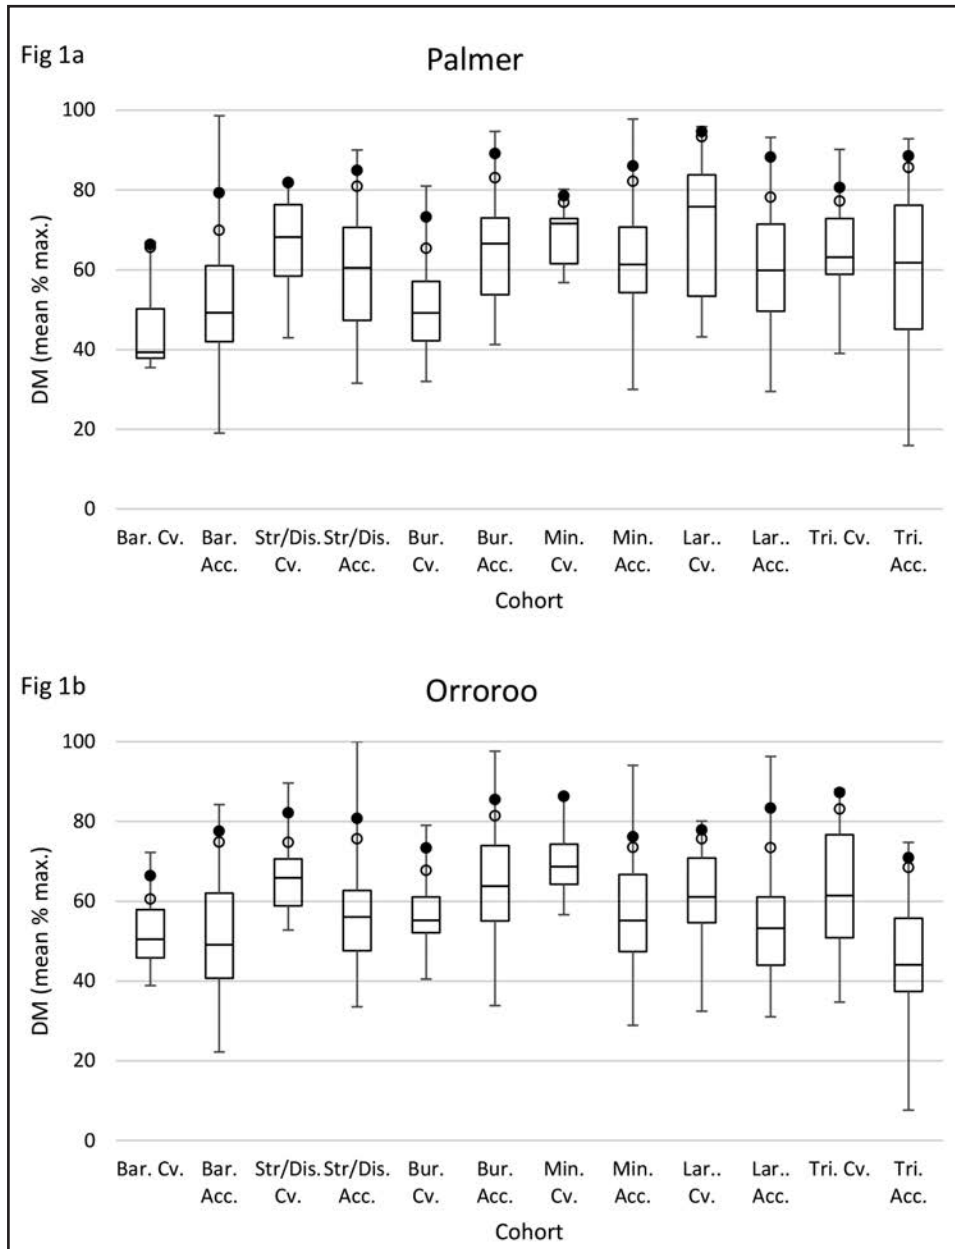 Fig 1a
Palmer
100
80
60
40
20
0
DM (mean % max.)
Bar. Cv. Bar. Str/Dis. Str/Dis. Bur. Bur. Min. Min. Lar.. Lar.. Tri. Cv. Tri.
Acc. Cv. Acc. Cv. Acc. Cv. Acc. Cv. Acc. Acc.
Cohort
Fig 1b
Orroroo
100
80
60
40
20
0
DM (mean % max.)
Bar. Cv. Bar. Str/Dis. Str/Dis. Bur. Bur. Min. Min. Lar.. Lar.. Tri. Cv. Tri.
Acc. Cv. Acc. Cv. Acc. Cv. Acc. Cv. Acc. Acc.
Cohort